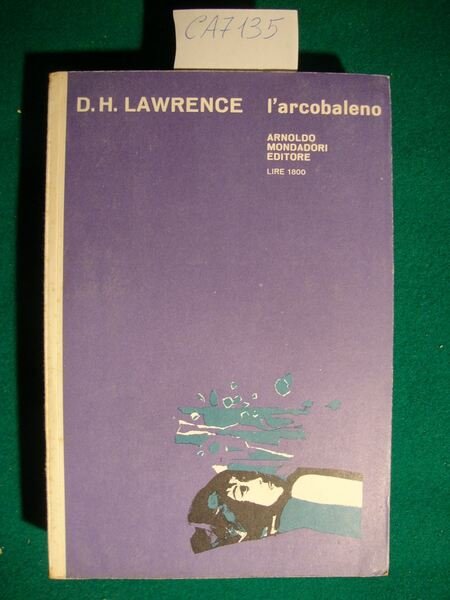 CA7135
D.H. LAWRENCE l'arcobaleno
ARNOLDO
MONDADORI
EDITORE
LIRE 1800